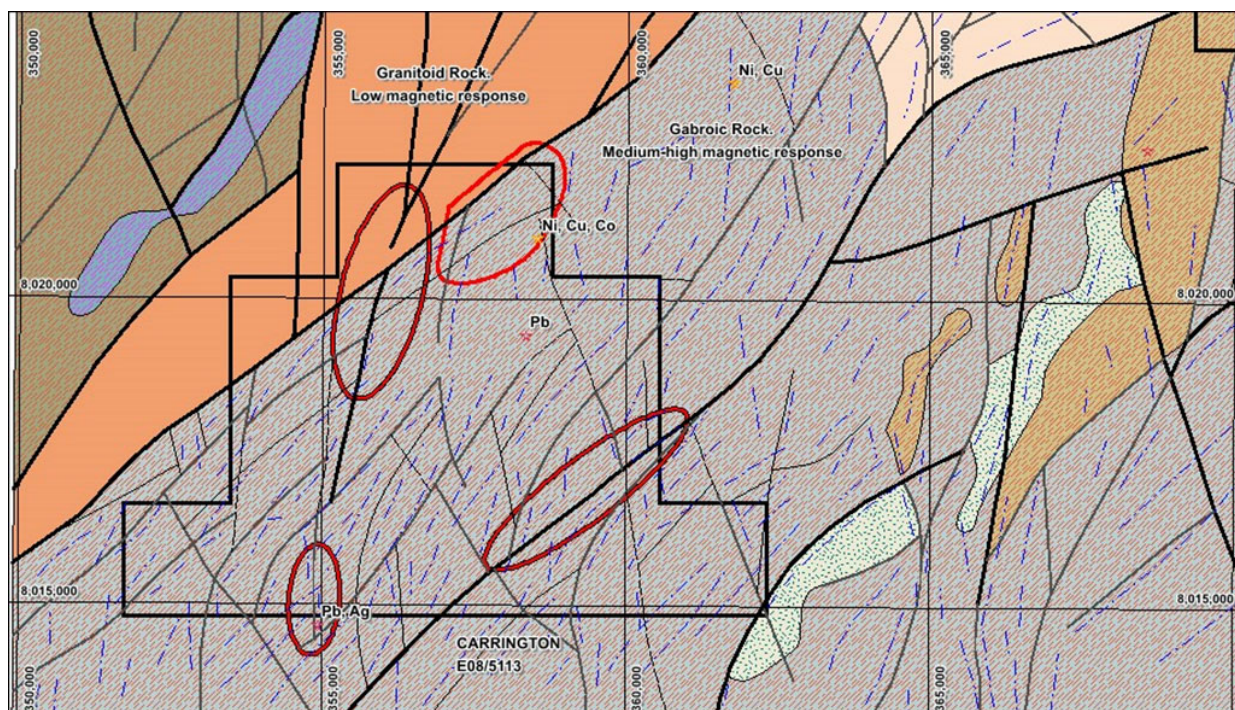 350,000
355,000
360,000
365,000
Granitoid Rock.
Low magnetic response
Ni, Cu
Gabroic Rock.
Medium-high magnetic response
Ni, Cu, Co
8,020,000
8,020,000
Pb
8,015,000
8,015,000
Pb, Ag
CARRINGTON
E08/5113
350,000
355,000
360,000
365,000